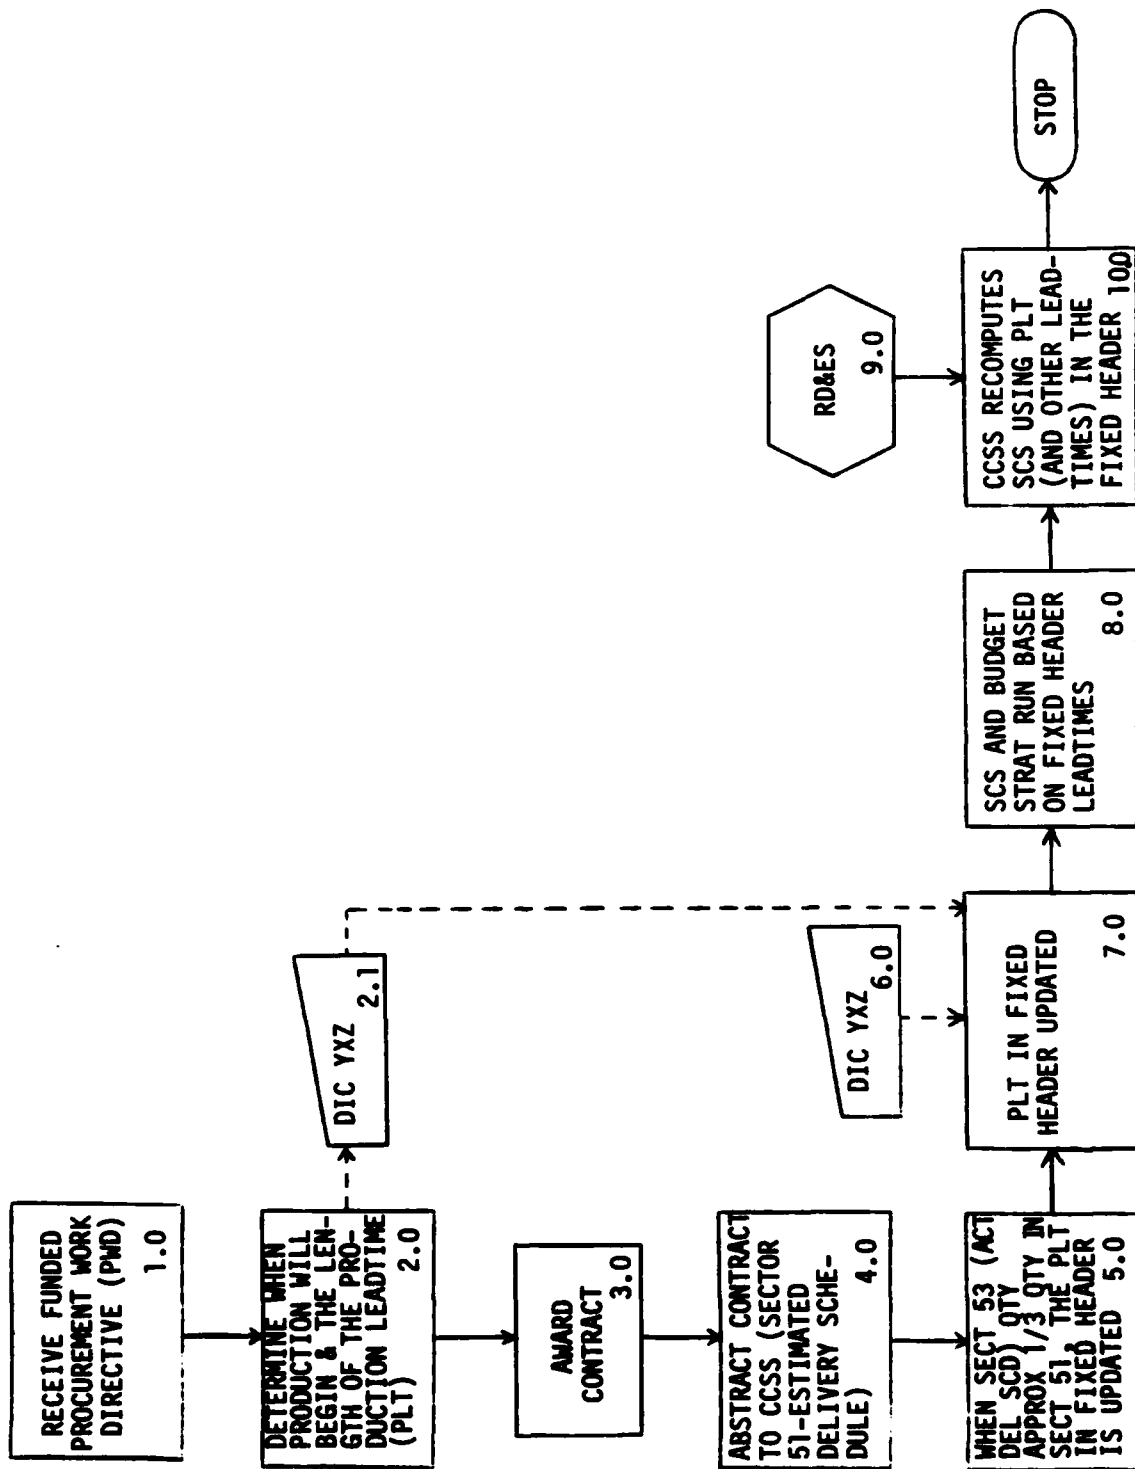 RECEIVE FUNDED
PROCUREMENT WORK
DIRECTIVE (PWD)
1.0
DETERMINE WHEN
PRODUCTION WILL
BEGIN & THE LEN-
GTH OF THE PRO-
DUCTION LEADTIME
(PLT)
2.0
DIC YXZ
2.1
AWARD
CONTRACT
3.0
ABSTRACT CONTRACT
TO CCSS (SECTOR
51-ESTIMATED
DELIVERY SCHE-
DULE)
4.0
WHEN SECT 53 (ACT
DEL SCD) QTY
APPROX 1/3 QTY IN
SECT 51, THE PLT
IN FIXED HEADER
IS UPDATED 5.0
DIC YXZ
6.0
PLT IN FIXED
HEADER UPDATED
7.0
SCS AND BUDGET
STRAT RUN BASED
ON FIXED HEADER
LEADTIMES
8.0
RD&ES
9.0
CCSS RECOMPUTES
SCS USING PLT
(AND OTHER LEAD-
TIMES) IN THE
FIXED HEADER 10.0
STOP